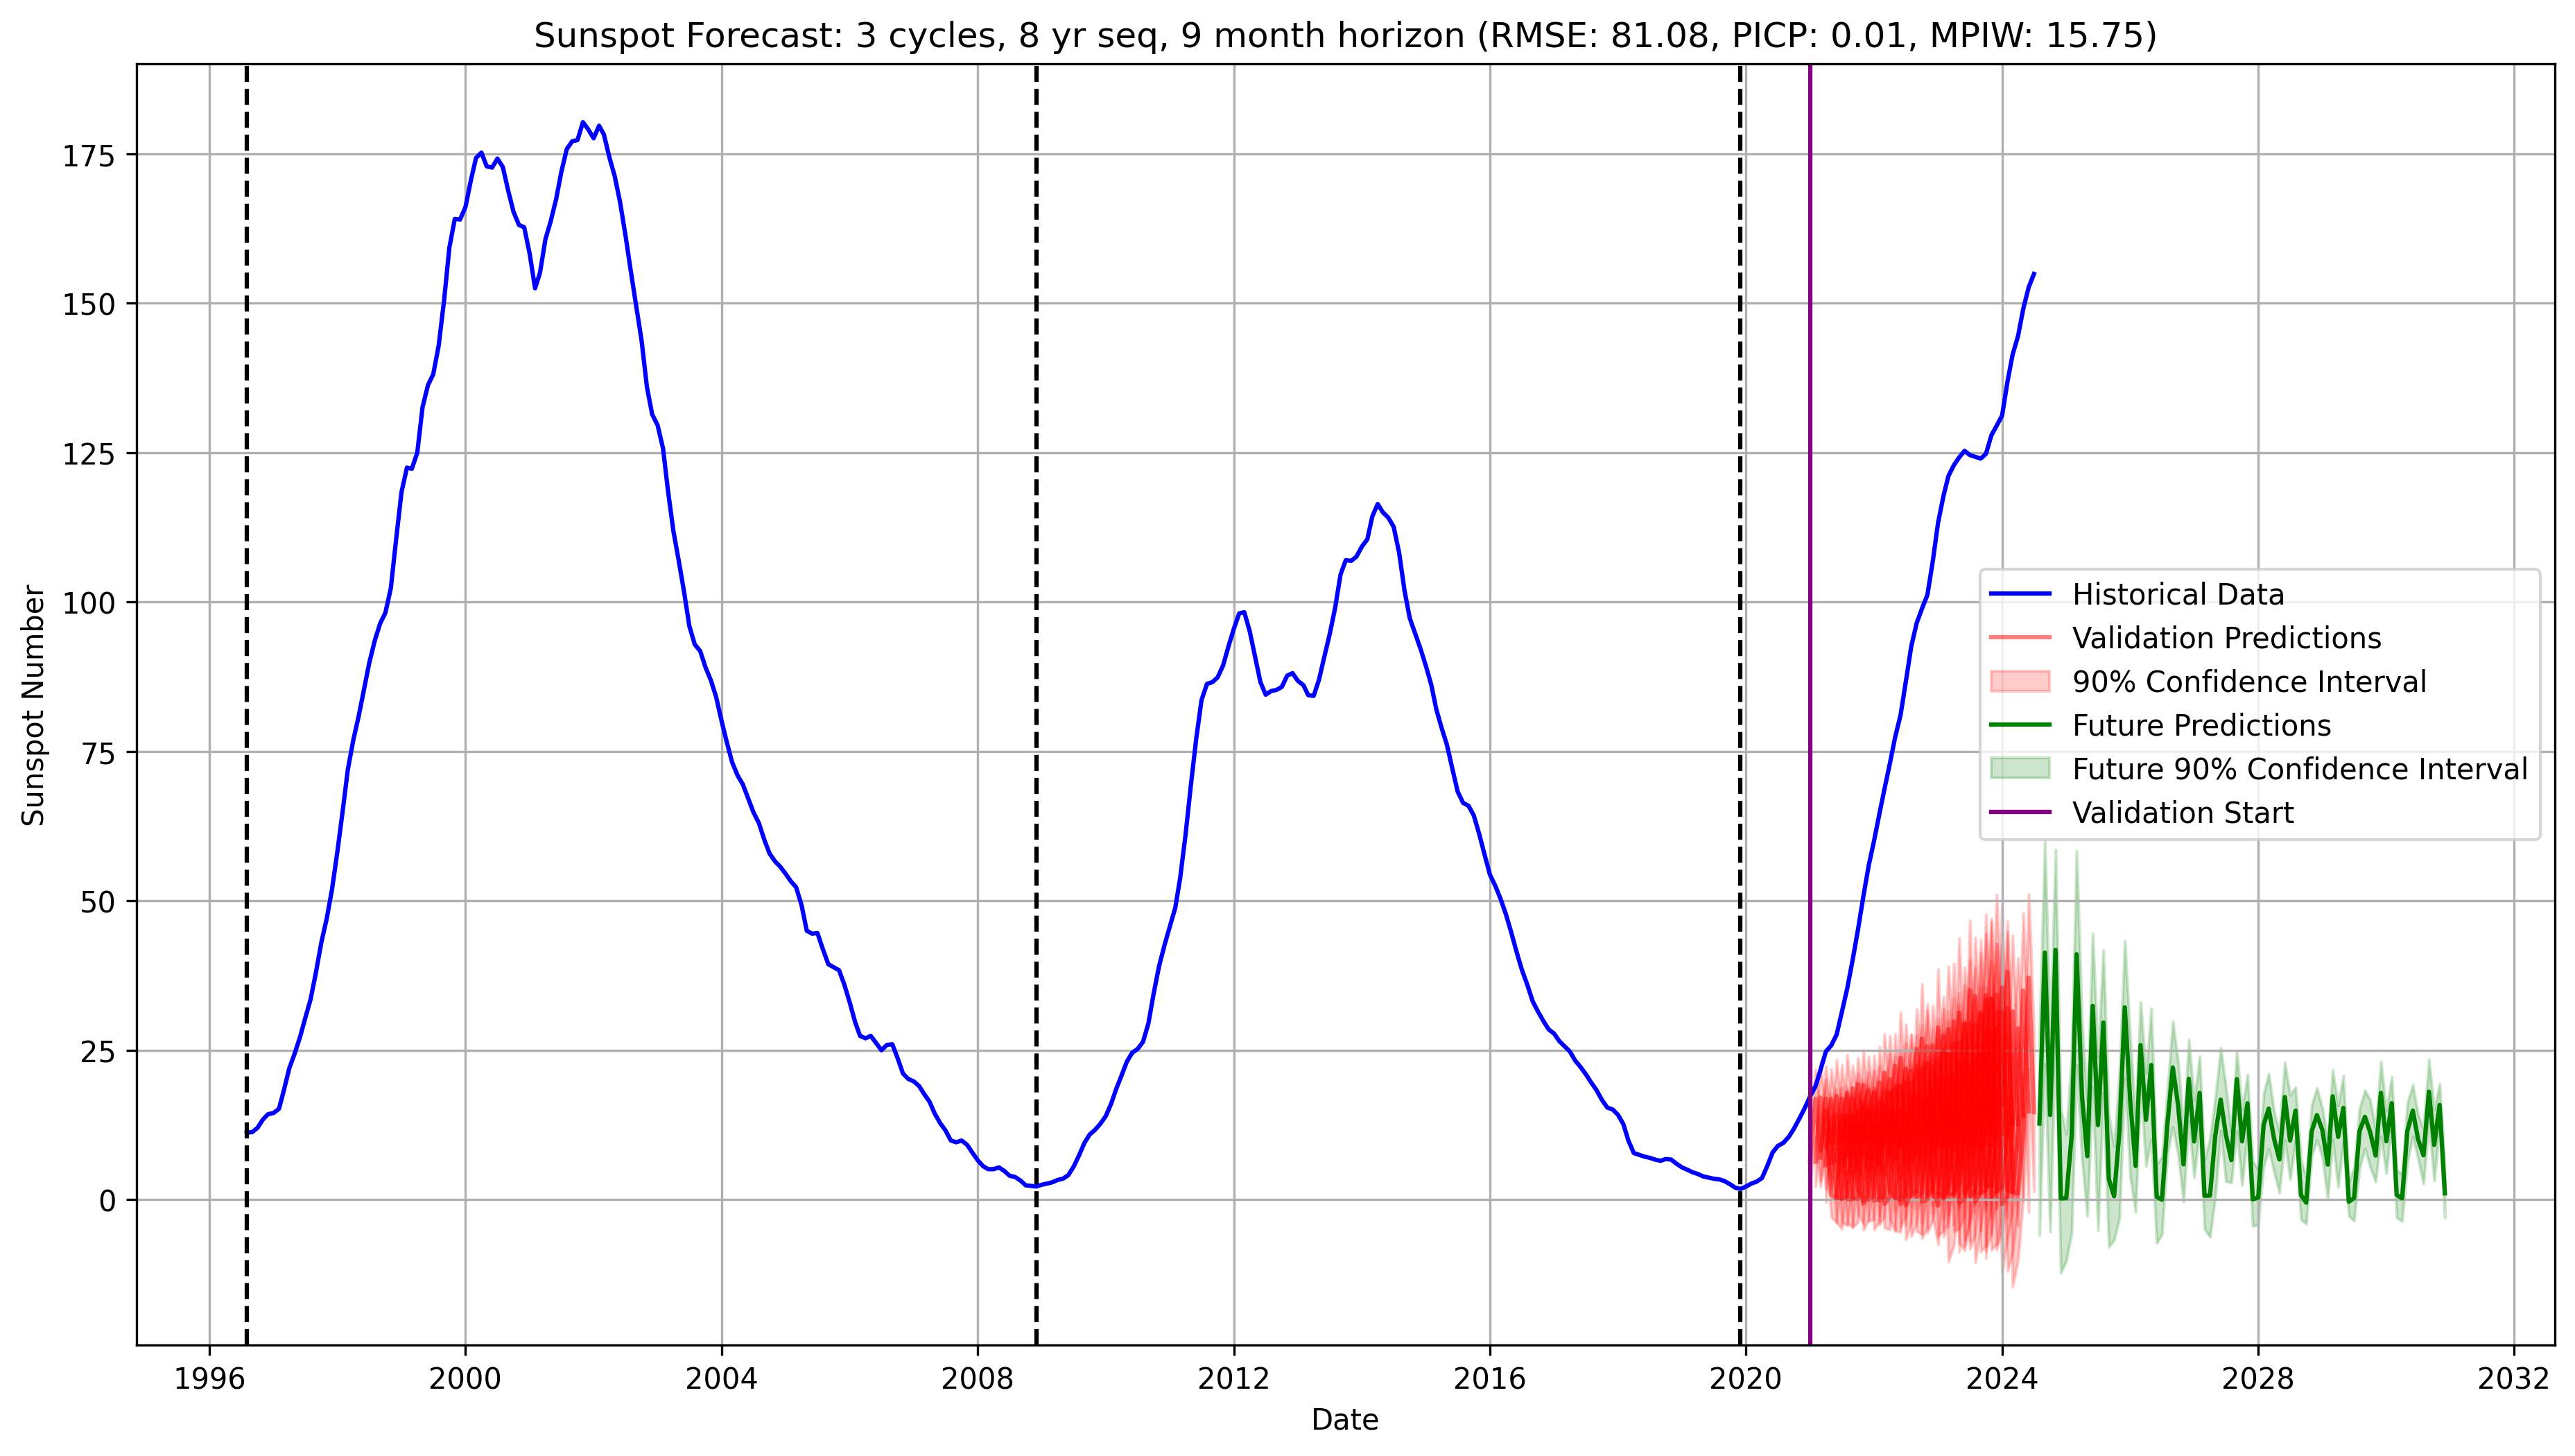 Sunspot Forecast: 3 cycles, 8 yr seq, 9 month horizon (RMSE: 81.08, PICP: 0.01, MPIW: 15.75)
Sunspot Number
175
150
125
100
75
50
25
0
Historical Data
Validation Predictions
90% Confidence Interval
Future Predictions
Future 90% Confidence Interval
Validation Start
1996 2000 2004 2008 2012 2016 2020 2024 2028 2032
Date